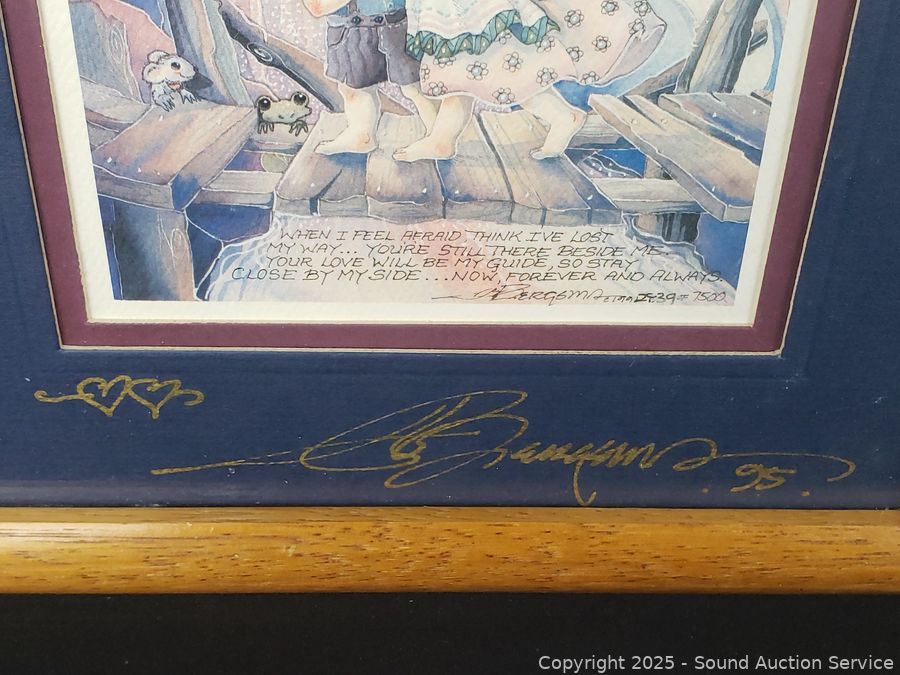 WHEN I FEEL AFRAID, THINK I'VE LOST
MY WAY... YOU'RE STILL THERE BESIDE ME.
YOUR LOVE WILL BE MY GUIDE, SO STAY
CLOSE BY MY SIDE...NOW, FOREVER AND ALWAYS.
Bergsma 7500
Bergsma .95.
Copyright 2025 - Sound Auction Service